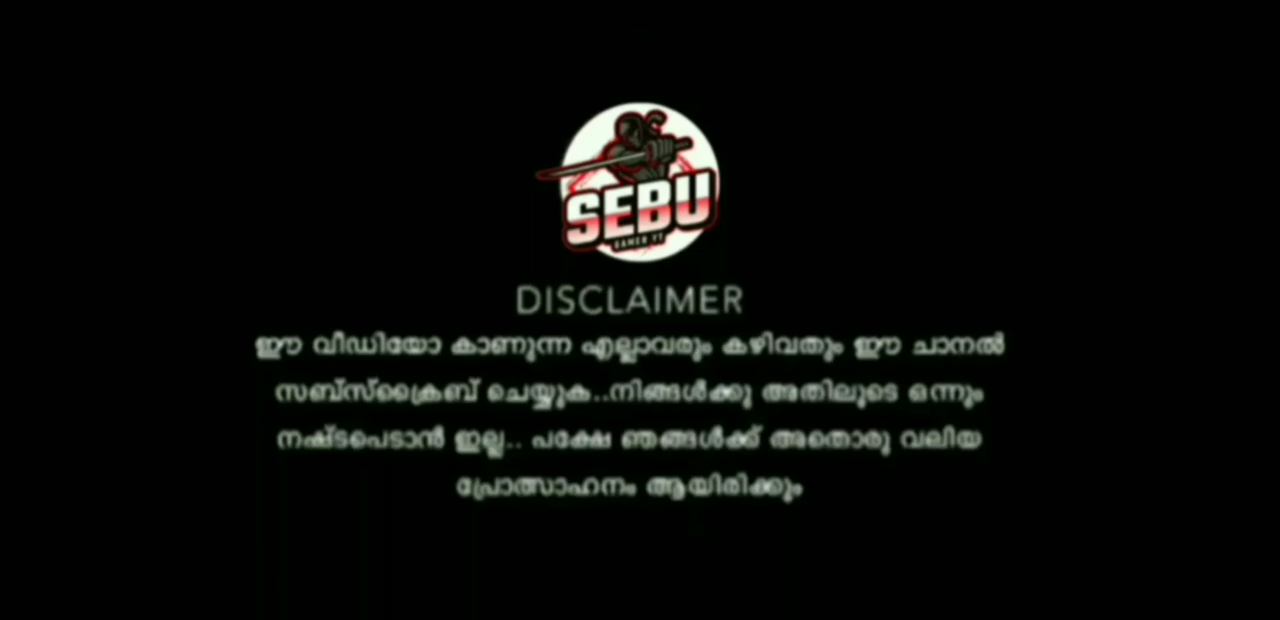 SEBU
GAMER YT
DISCLAIMER
ഈ വീഡിയോ കാണുന്ന എല്ലാവരും കഴിവതും ഈ ചാനൽ
സബ്സ്ക്രൈബ് ചെയ്യുക..നിങ്ങൾക്കു അതിലൂടെ ഒന്നും
നഷ്ടപെടാൻ ഇല്ല.. പക്ഷേ ഞങ്ങൾക്ക് അതൊരു വലിയ
പ്രോത്സാഹനം ആയിരിക്കും